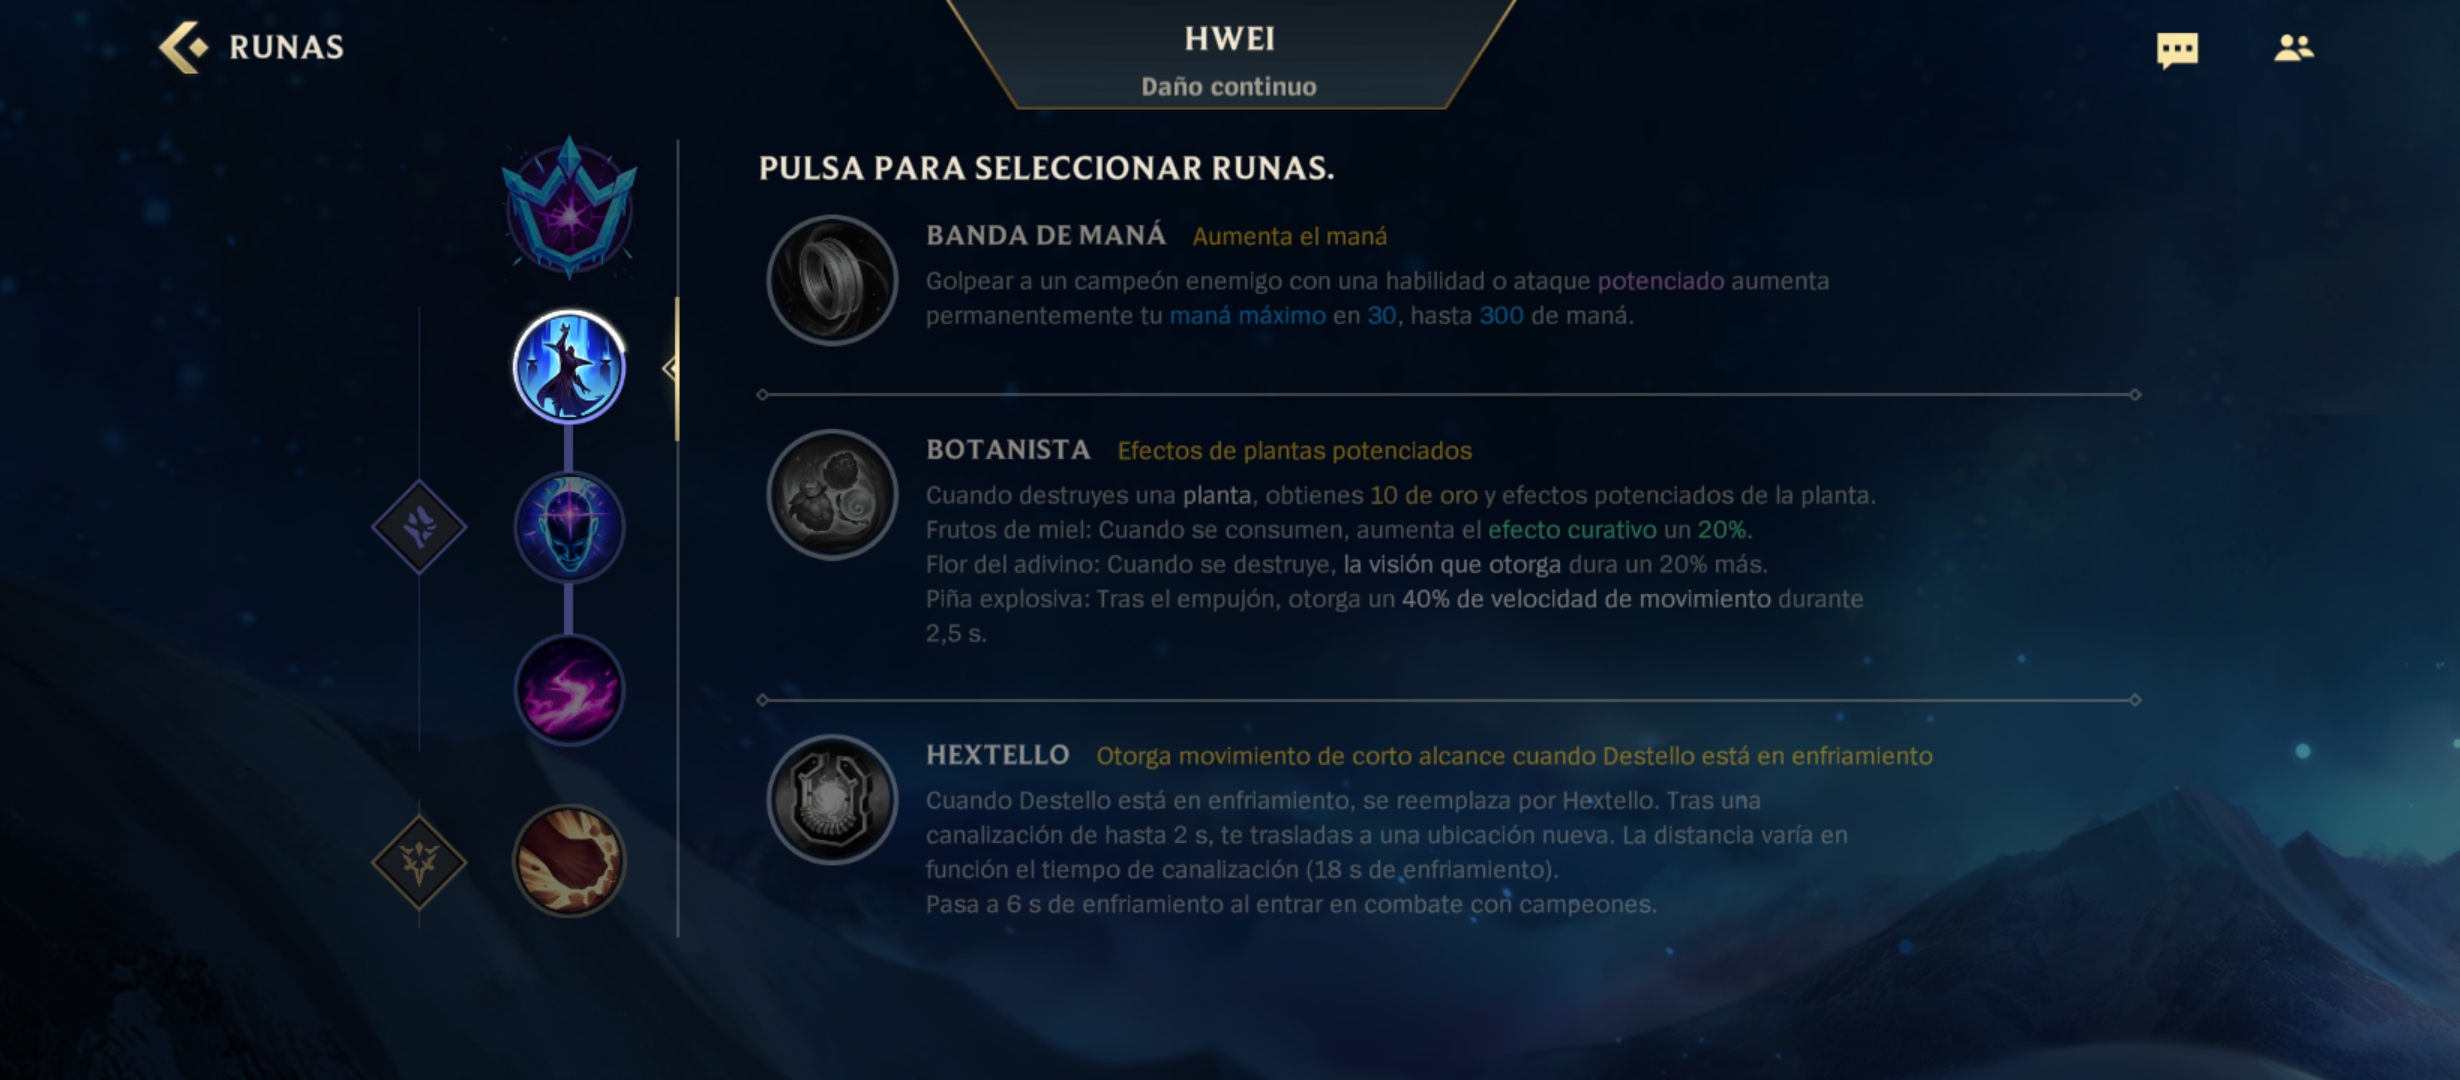 RUNAS
HWEI
Daño continuo
PULSA PARA SELECCIONAR RUNAS.
BANDA DE MANÁ Aumenta el maná
Golpear a un campeón enemigo con una habilidad o ataque potenciado aumenta
permanentemente tu maná máximo en 30, hasta 300 de maná.
BOTANISTA Efectos de plantas potenciados
Cuando destruyes una planta, obtienes 10 de oro y efectos potenciados de la planta.
Frutos de miel: Cuando se consumen, aumenta el efecto curativo un 20%.
Flor del adivino: Cuando se destruye, la visión que otorga dura un 20% más.
Piña explosiva: Tras el empujón, otorga un 40% de velocidad de movimiento durante
2,5 s.
HEXTELLO Otorga movimiento de corto alcance cuando Destello está en enfriamiento
Cuando Destello está en enfriamiento, se reemplaza por Hextello. Tras una
canalización de hasta 2 s, te trasladas a una ubicación nueva. La distancia varía en
función el tiempo de canalización (18 s de enfriamiento).
Pasa a 6 s de enfriamiento al entrar en combate con campeones.